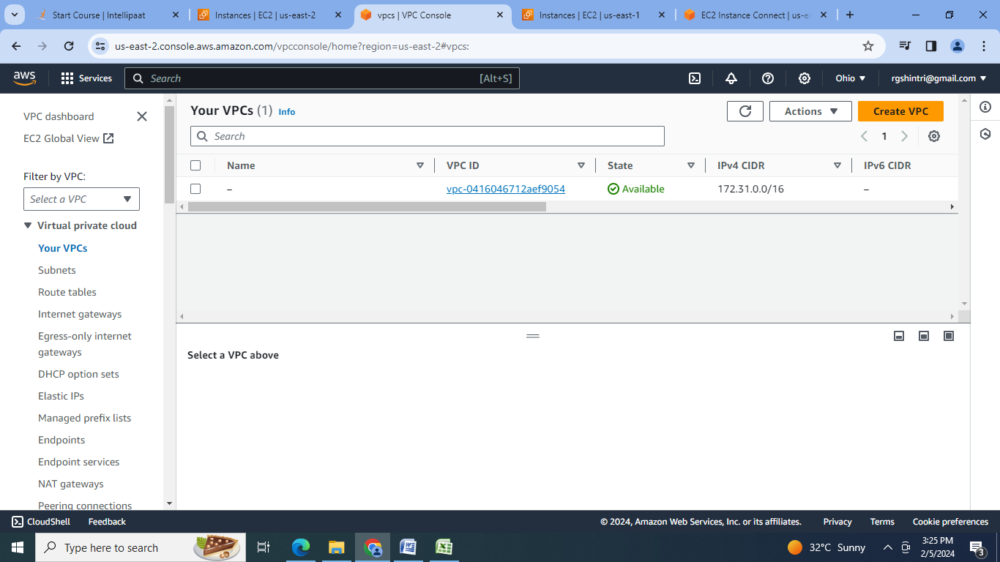 Start Course | Intellipaat
Instances | EC2 | us-east-2
vpcs | VPC Console
Instances | EC2 | us-east-1
EC2 Instance Connect | us-ea
us-east-2.console.aws.amazon.com/vpcconsole/home?region=us-east-2#vpcs:
aws
Services
Search
[Alt+S]
Ohio
rgshintri@gmail.com
VPC dashboard
EC2 Global View
Filter by VPC:
Select a VPC
Virtual private cloud
Your VPCs
Subnets
Route tables
Internet gateways
Egress-only internet
gateways
DHCP option sets
Elastic IPs
Managed prefix lists
Endpoints
Endpoint services
NAT gateways
Peering connections
Your VPCs (1) Info
Actions
Create VPC
Search
1
Name VPC ID State IPv4 CIDR IPv6 CIDR
– vpc-0416046712aef9054 Available 172.31.0.0/16 –
Select a VPC above
CloudShell Feedback
© 2024, Amazon Web Services, Inc. or its affiliates. Privacy Terms Cookie preferences
Type here to search
32°C Sunny
3:25 PM
2/5/2024
3